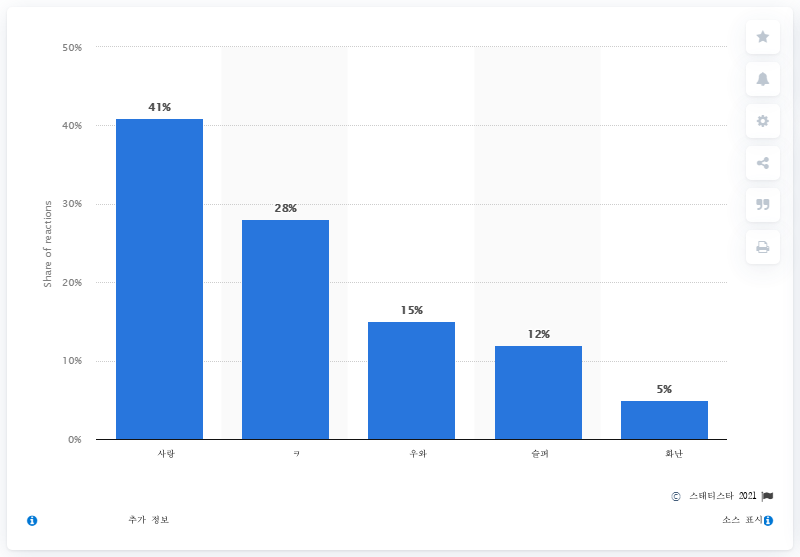 50%
41%
40%
30%
28%
Share of reactions
20%
15%
12%
10%
5%
0%
사랑 ㅋ 우와 슬퍼 화난
© 스태티스타 2021
추가 정보 소스 표시